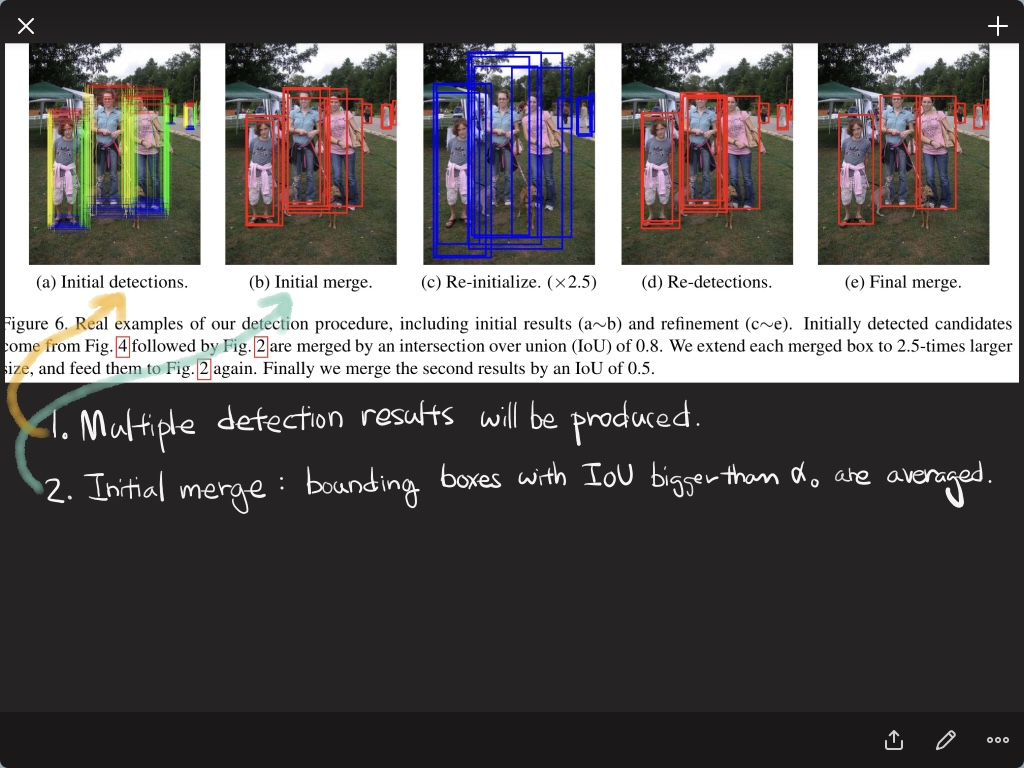 (a) Initial detections.
(b) Initial merge.
(c) Re-initialize. (×2.5)
(d) Re-detections.
(e) Final merge.
Figure 6. Real examples of our detection procedure, including initial results (a∼b) and refinement (c∼e). Initially detected candidates
come from Fig. 4 followed by Fig. 2 are merged by an intersection over union (IoU) of 0.8. We extend each merged box to 2.5-times larger
size, and feed them to Fig. 2 again. Finally we merge the second results by an IoU of 0.5.
1. Multiple detection results will be produced.
2. Initial merge : bounding boxes with IoU bigger than α₀ are averaged.